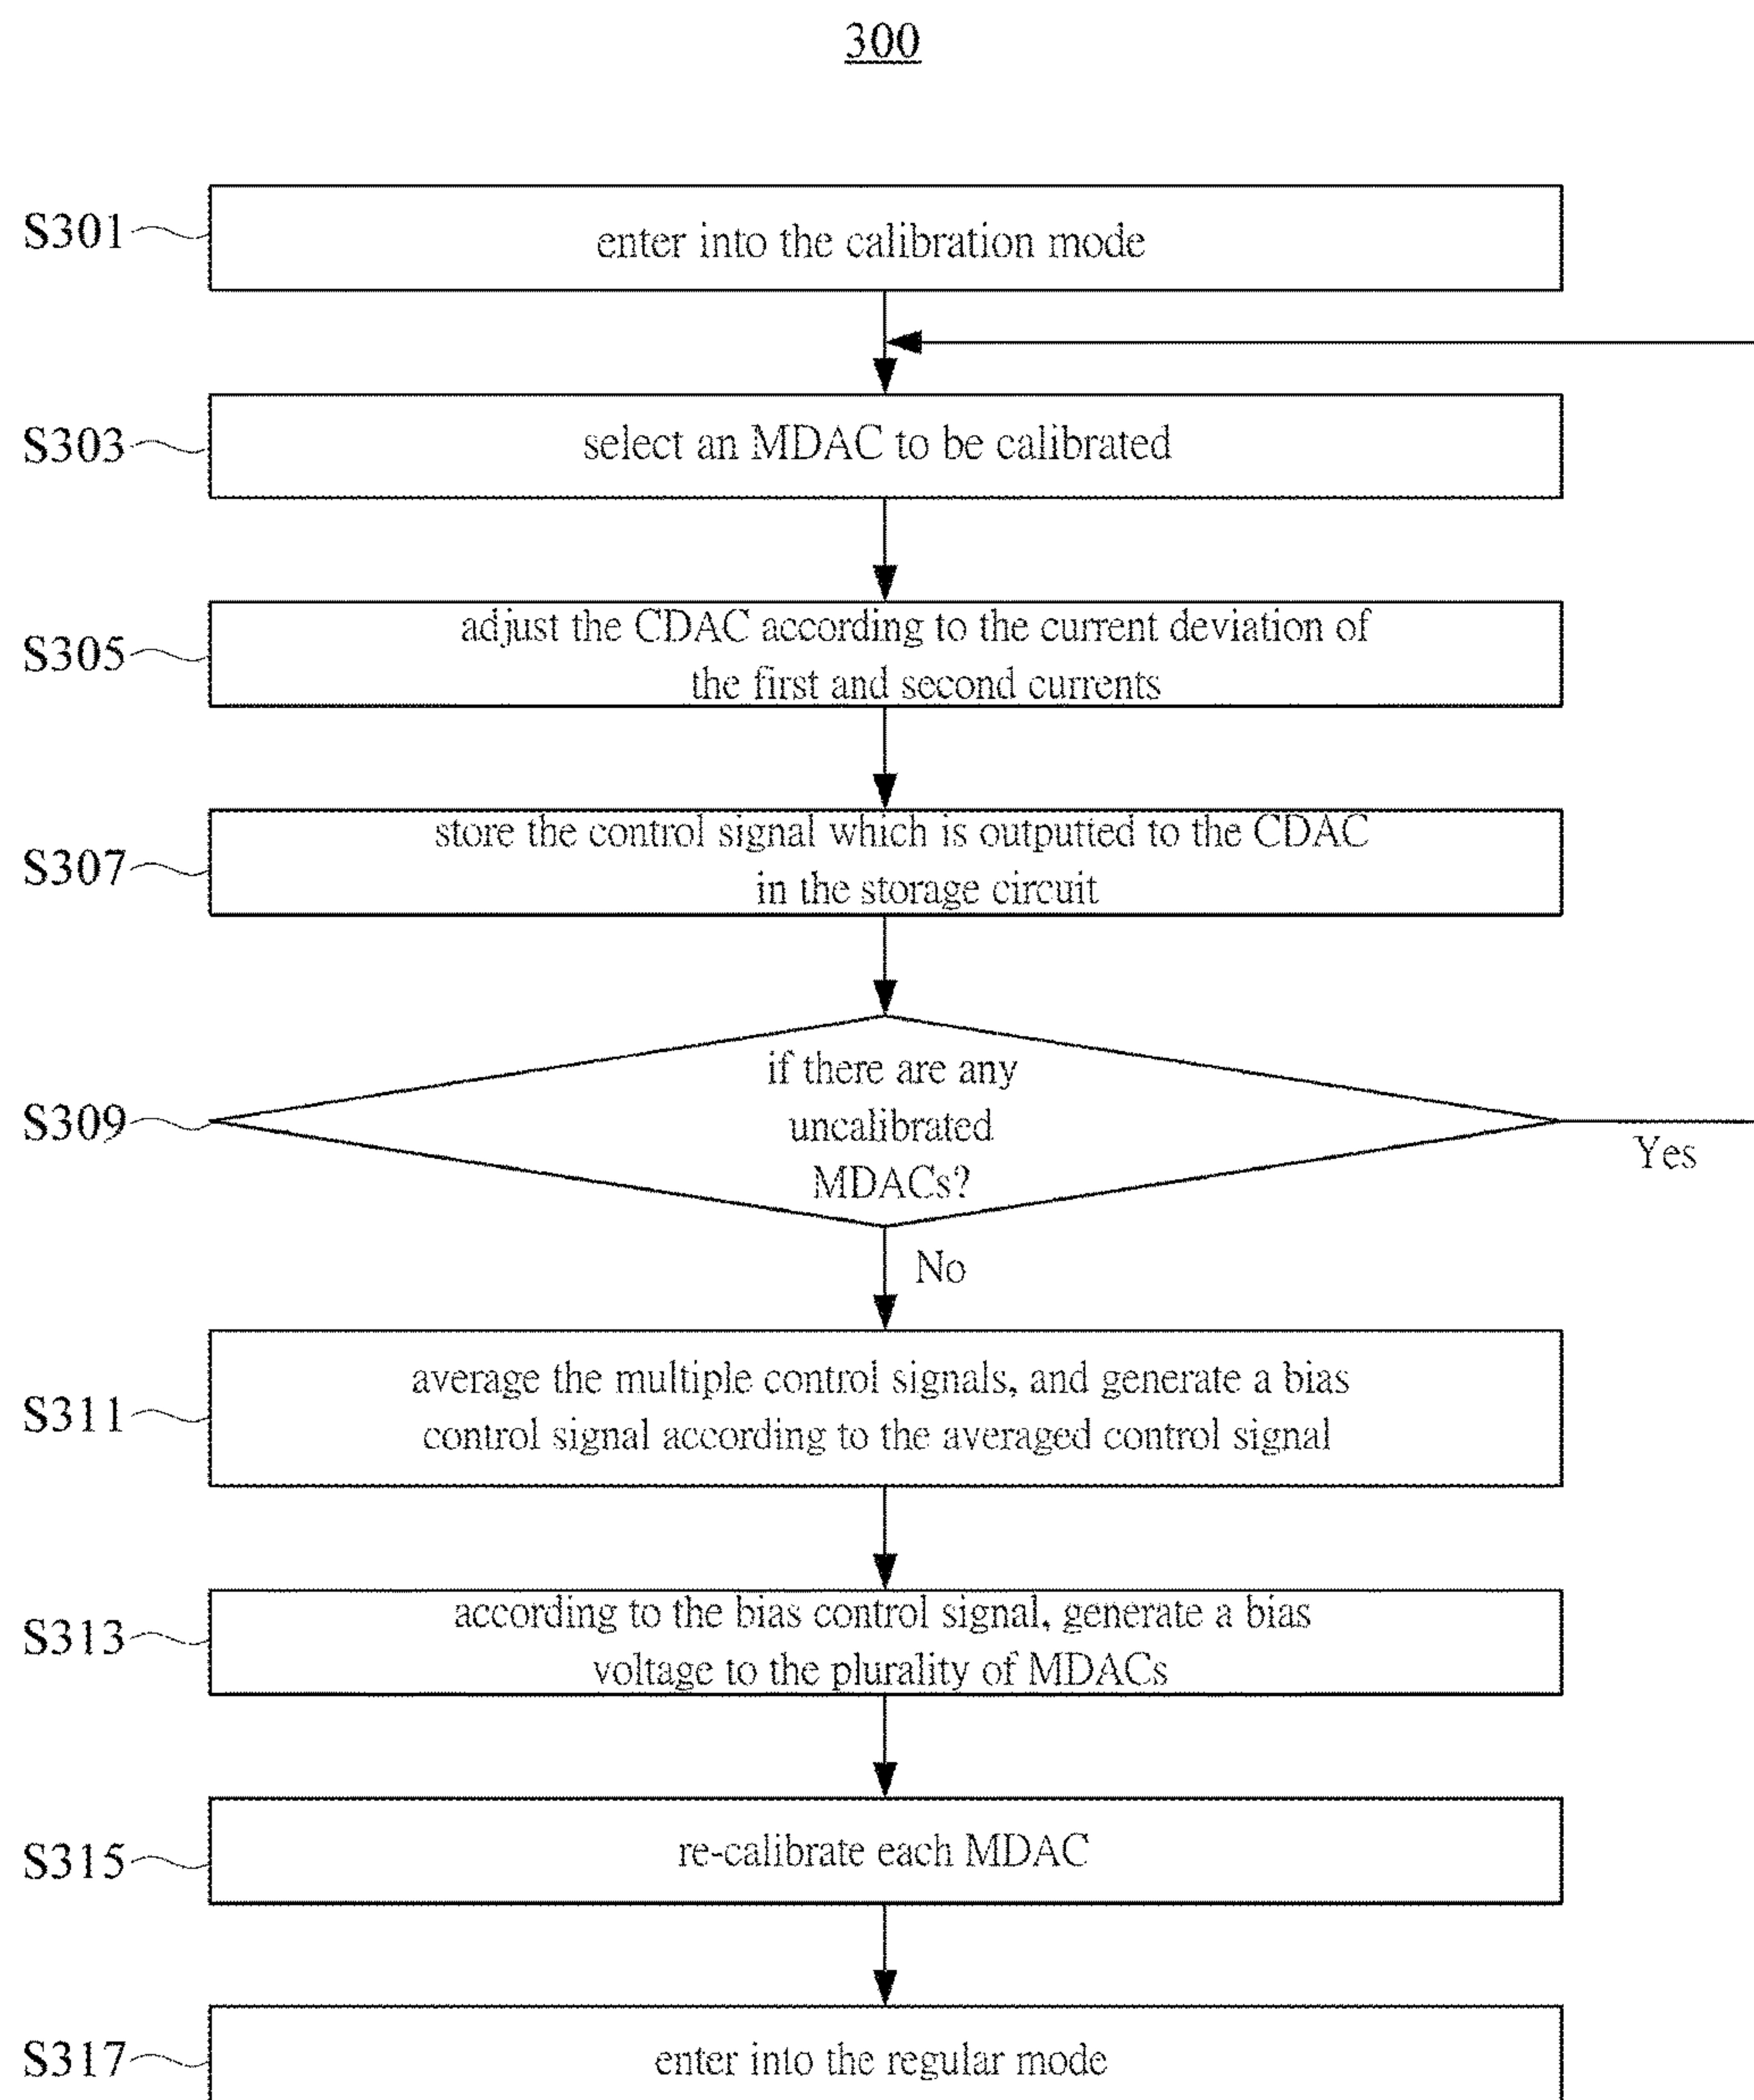 300
S301
enter into the calibration mode
S303
select an MDAC to be calibrated
S305
adjust the CDAC according to the current deviation of
the first and second currents
S307
store the control signal which is outputted to the CDAC
in the storage circuit
S309
if there are any
uncalibrated
MDACs?
Yes
No
S311
average the multiple control signals, and generate a bias
control signal according to the averaged control signal
S313
according to the bias control signal, generate a bias
voltage to the plurality of MDACs
S315
re-calibrate each MDAC
S317
enter into the regular mode